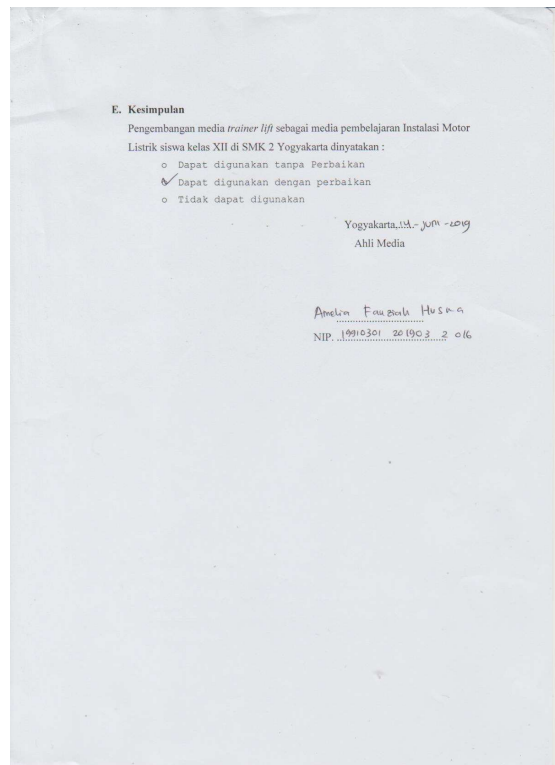 E. Kesimpulan
Pengembangan media trainer lift sebagai media pembelajaran Instalasi Motor
Listrik siswa kelas XII di SMK 2 Yogyakarta dinyatakan :
o Dapat digunakan tanpa Perbaikan
✓ Dapat digunakan dengan perbaikan
o Tidak dapat digunakan
Yogyakarta, 14 - Juni - 2019
Ahli Media
Amelia Fauziah Husna
NIP. 19910301 201903 2 016